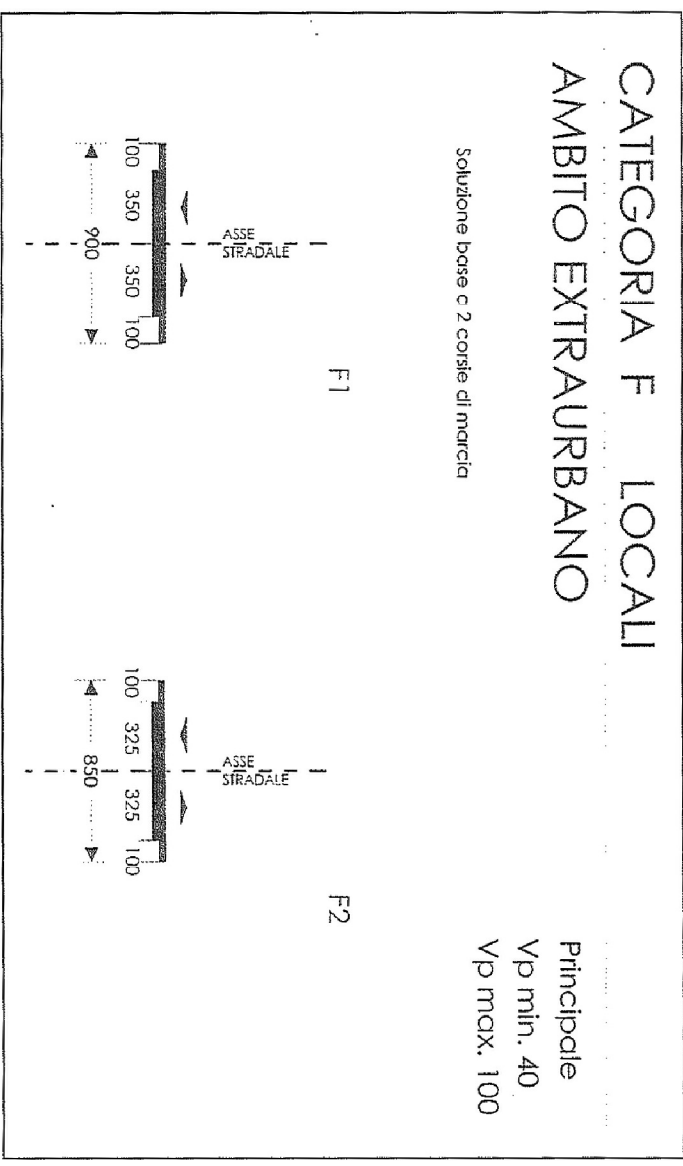 CATEGORIA F LOCALI
AMBITO EXTRAURBANO
Principale
Vp min. 40
Vp max. 100
Soluzione base c 2 corsie di marcia
F1
ASSE
STRADALE
100 350 350 100
900
F2
ASSE
STRADALE
100 325 325 100
850